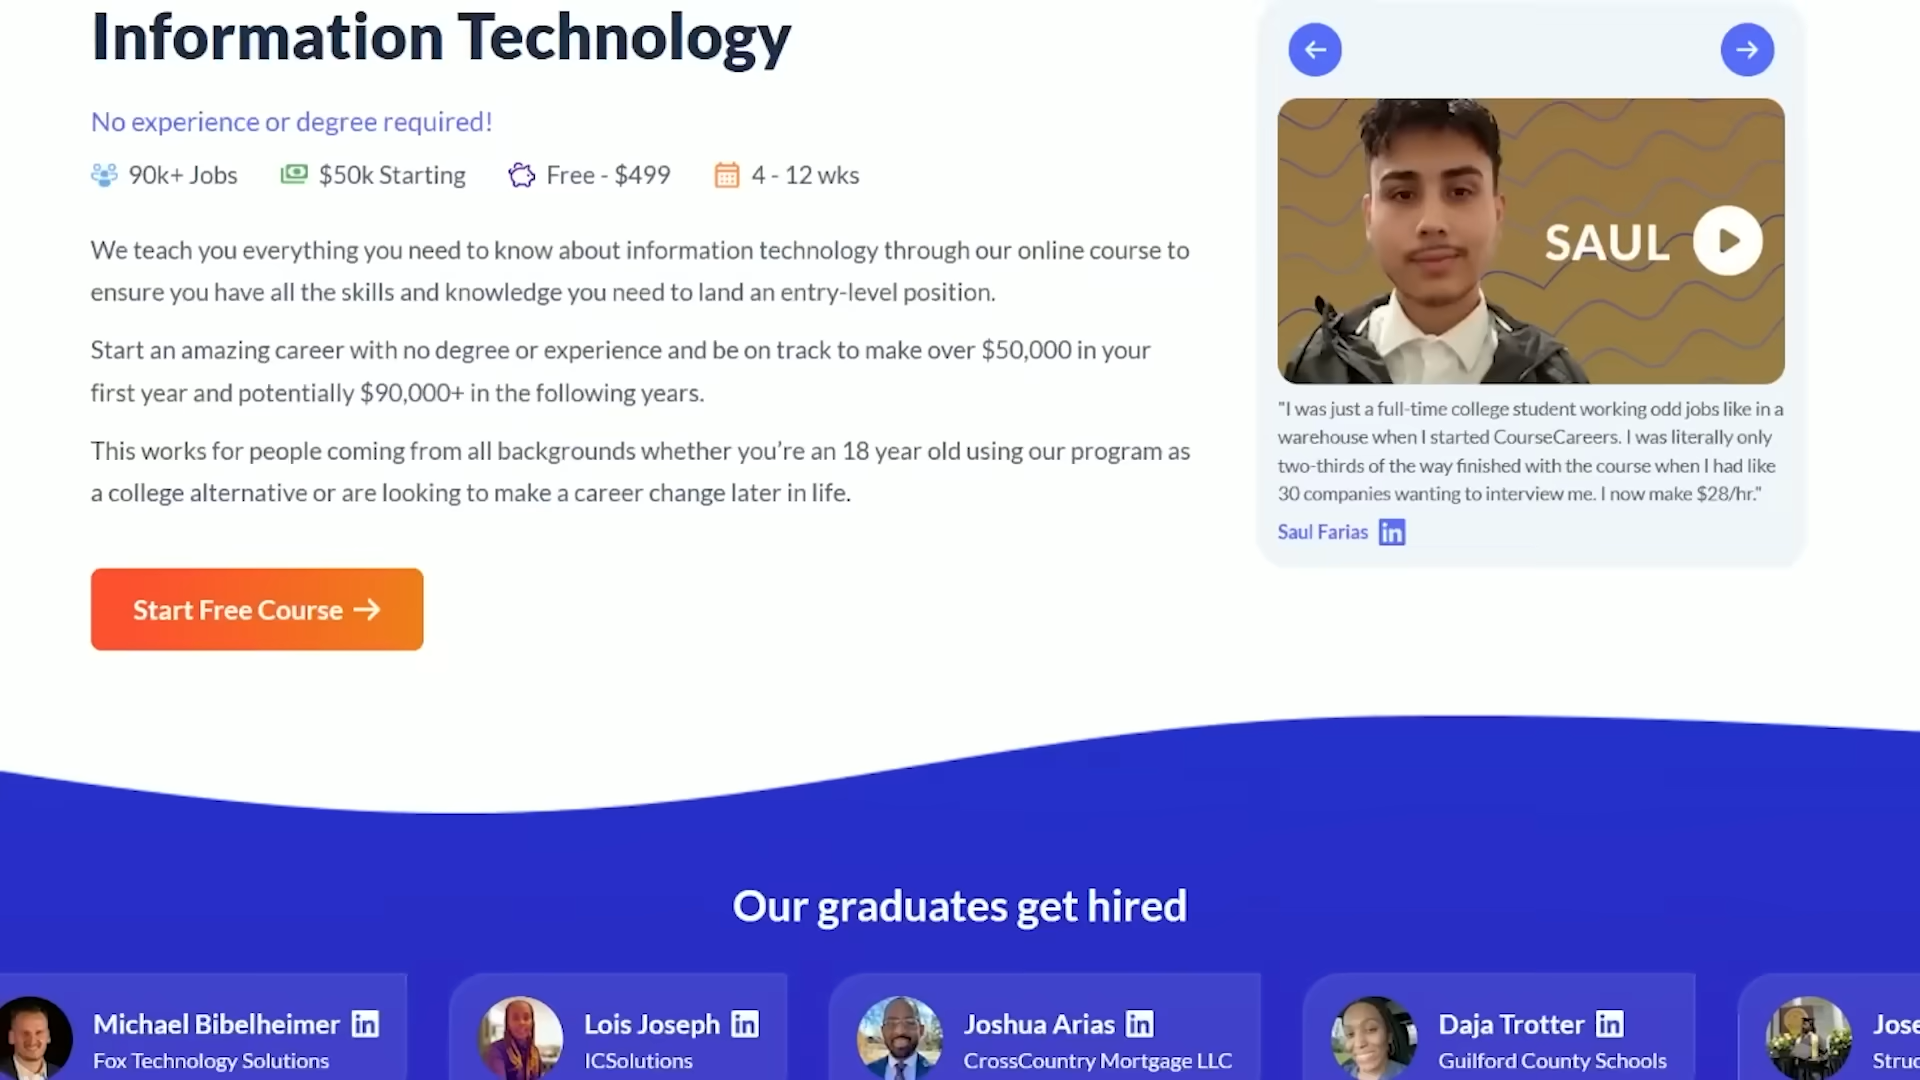 Information Technology
No experience or degree required!
90k+ Jobs
$50k Starting
Free - $499
4 - 12 wks
We teach you everything you need to know about information technology through our online course to
ensure you have all the skills and knowledge you need to land an entry-level position.
Start an amazing career with no degree or experience and be on track to make over $50,000 in your
first year and potentially $90,000+ in the following years.
This works for people coming from all backgrounds whether you’re an 18 year old using our program as
a college alternative or are looking to make a career change later in life.
Start Free Course
SAUL
"I was just a full-time college student working odd jobs like in a
warehouse when I started CourseCareers. I was literally only
two-thirds of the way finished with the course when I had like
30 companies wanting to interview me. I now make $28/hr."
Saul Farias in
Our graduates get hired
Michael Bibelheimer in
Fox Technology Solutions
Lois Joseph in
ICSolutions
Joshua Arias in
CrossCountry Mortgage LLC
Daja Trotter in
Guilford County Schools
Jose
Struc